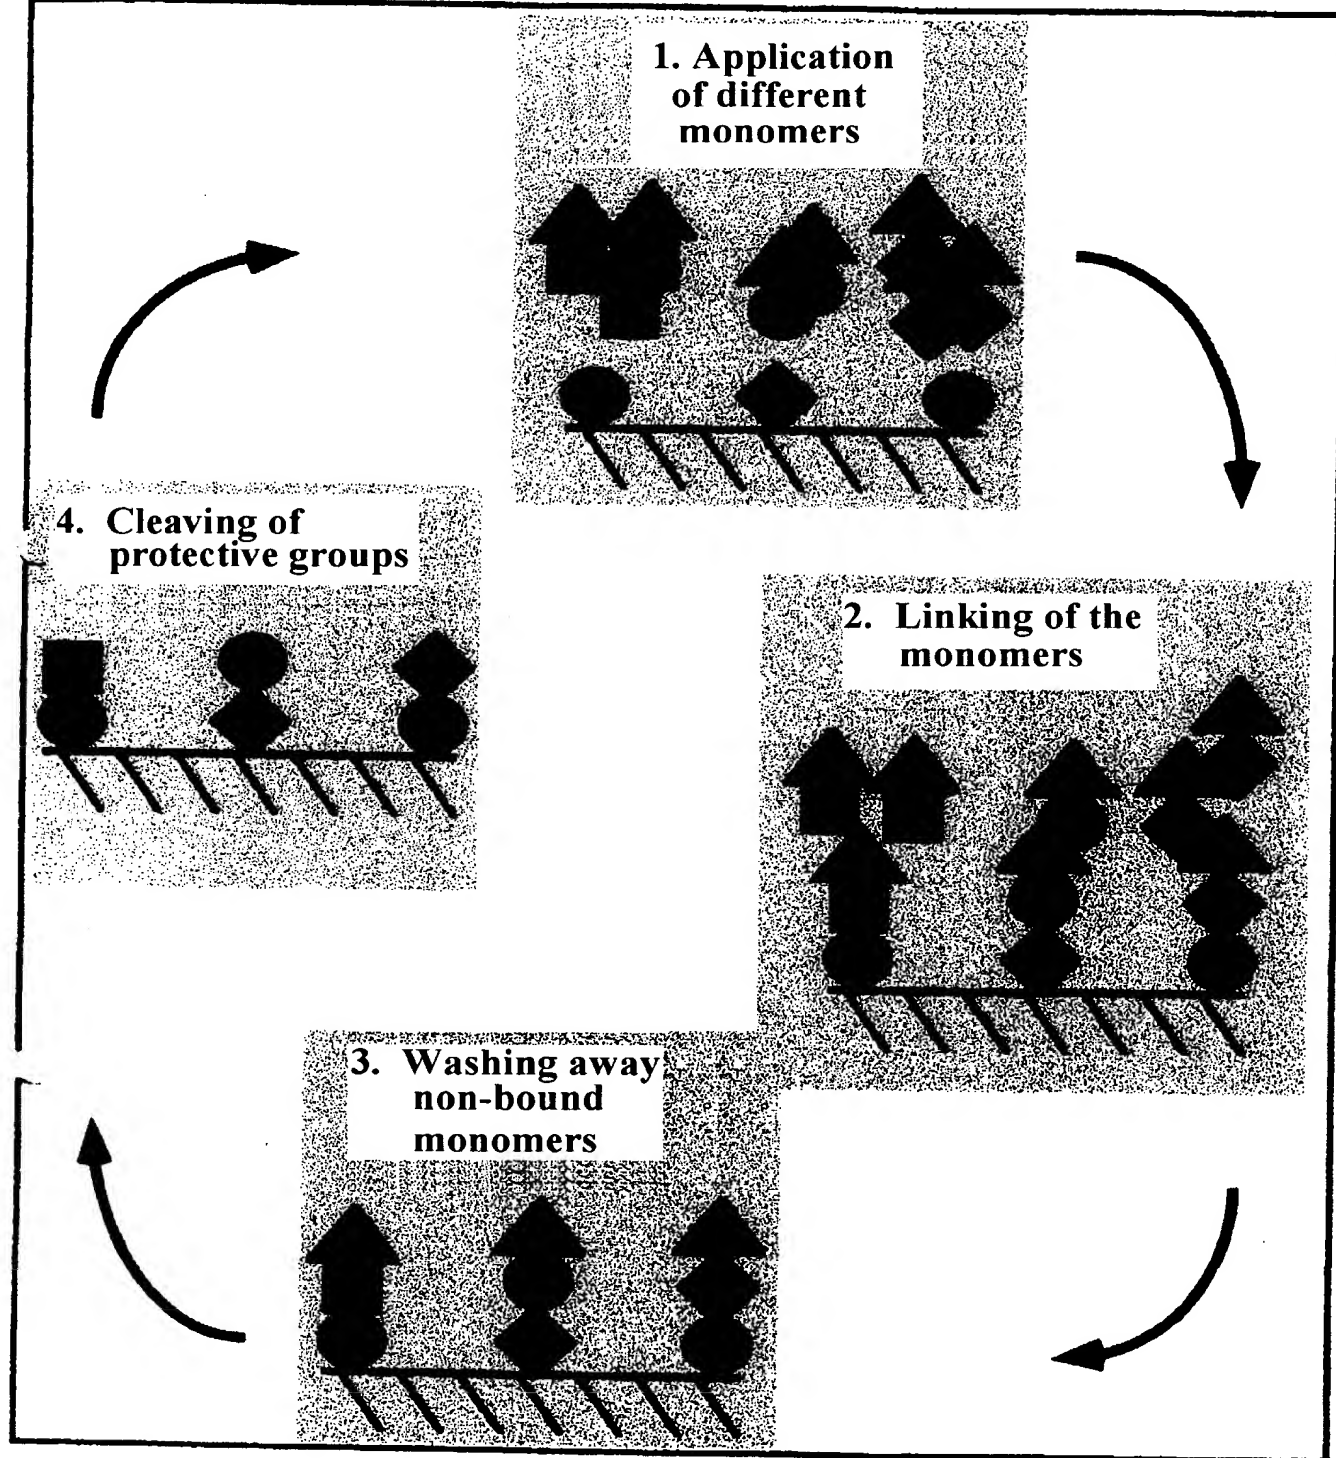 1. Application
of different
monomers
2. Linking of the
monomers
3. Washing away
non-bound
monomers
4. Cleaving of
protective groups